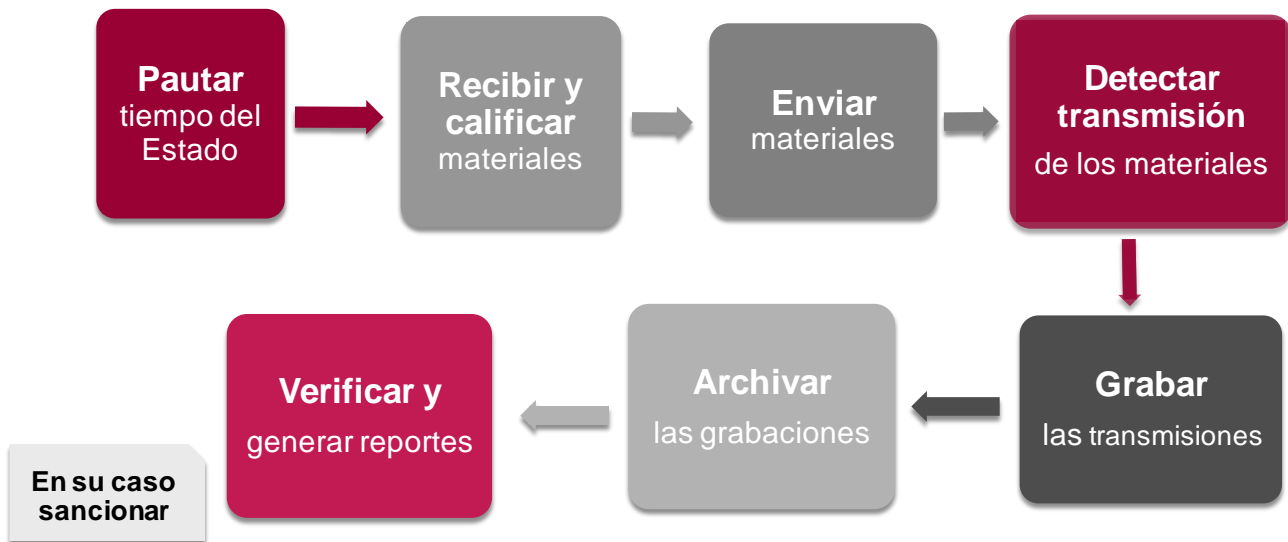 Pautar
tiempo del
Estado
Recibir y
calificar
materiales
Enviar
materiales
Detectar
transmisión
de los materiales
Grabar
las transmisiones
Archivar
las grabaciones
Verificar y
generar reportes
En su caso
sancionar